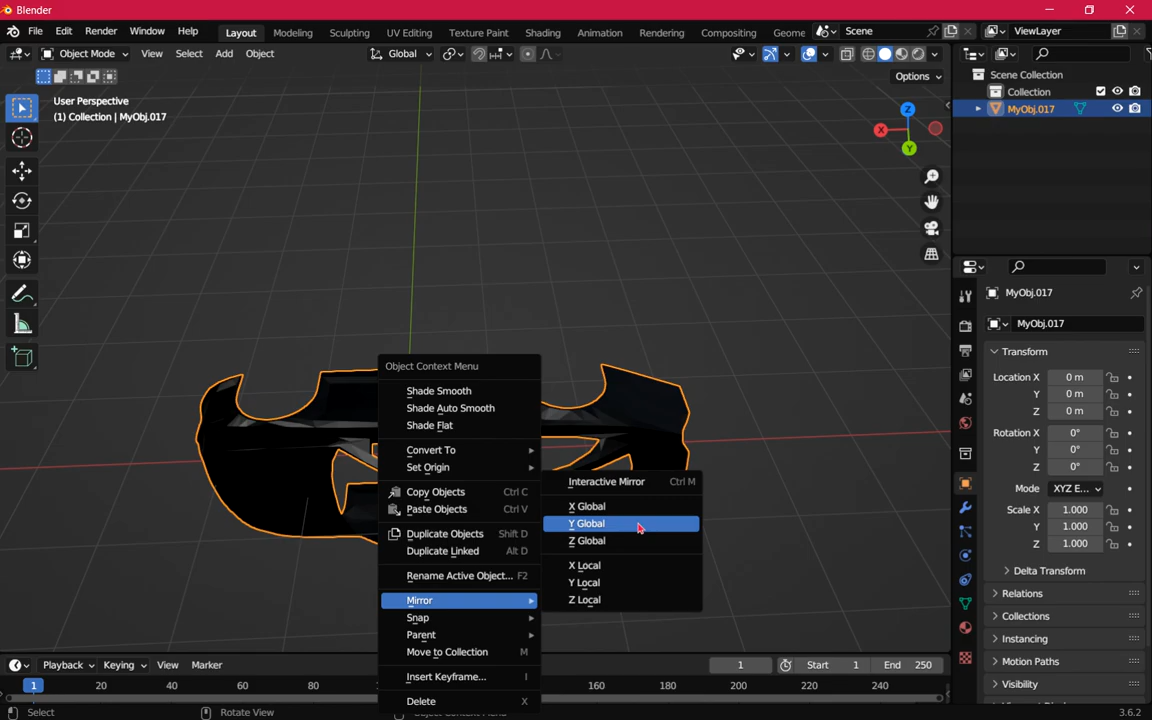 Blender
File Edit Render Window Help Layout Modeling Sculpting UV Editing Texture Paint Shading Animation Rendering Compositing Geome Scene ViewLayer
Object Mode View Select Add Object Global
Options
User Perspective
(1) Collection | MyObj.017
Z
X
Y
Scene Collection
Collection
MyObj.017
MyObj.017
MyObj.017
Transform
Location X 0 m
Y 0 m
Z 0 m
Rotation X 0°
Y 0°
Z 0°
Mode XYZ E...
Scale X 1.000
Y 1.000
Z 1.000
Delta Transform
Relations
Collections
Instancing
Motion Paths
Visibility
Object Context Menu
Shade Smooth
Shade Auto Smooth
Shade Flat
Convert To
Set Origin
Copy Objects Ctrl C
Paste Objects Ctrl V
Duplicate Objects Shift D
Duplicate Linked Alt D
Rename Active Object... F2
Mirror
Snap
Parent
Move to Collection M
Insert Keyframe... I
Delete X
Interactive Mirror Ctrl M
X Global
Y Global
Z Global
X Local
Y Local
Z Local
Playback Keying View Marker 1 Start 1 End 250
1 20 40 60 80 160 180 200 220 240
Select Rotate View Object Context Menu 3.6.2